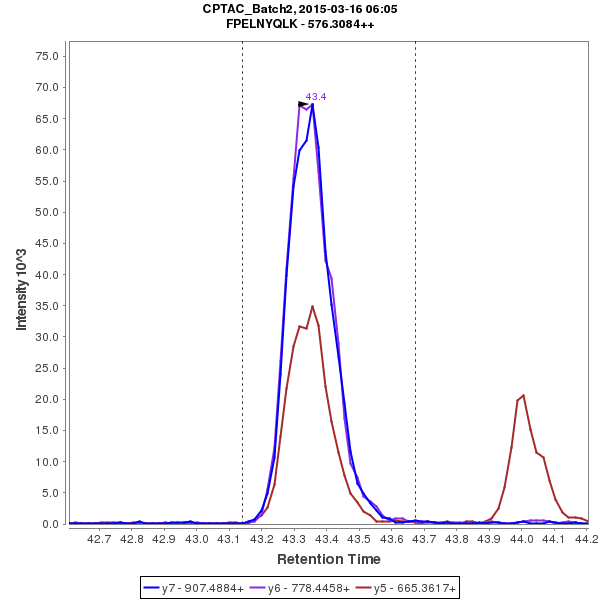 CPTAC_Batch2, 2015-03-16 06:05
FPELNYQLK - 576.3084++
Intensity 10^3
75.0
70.0
65.0
60.0
55.0
50.0
45.0
40.0
35.0
30.0
25.0
20.0
15.0
10.0
5.0
0.0
43.4
42.7 42.8 42.9 43.0 43.1 43.2 43.3 43.4 43.5 43.6 43.7 43.8 43.9 44.0 44.1 44.2
Retention Time
y7 - 907.4884+ y6 - 778.4458+ y5 - 665.3617+